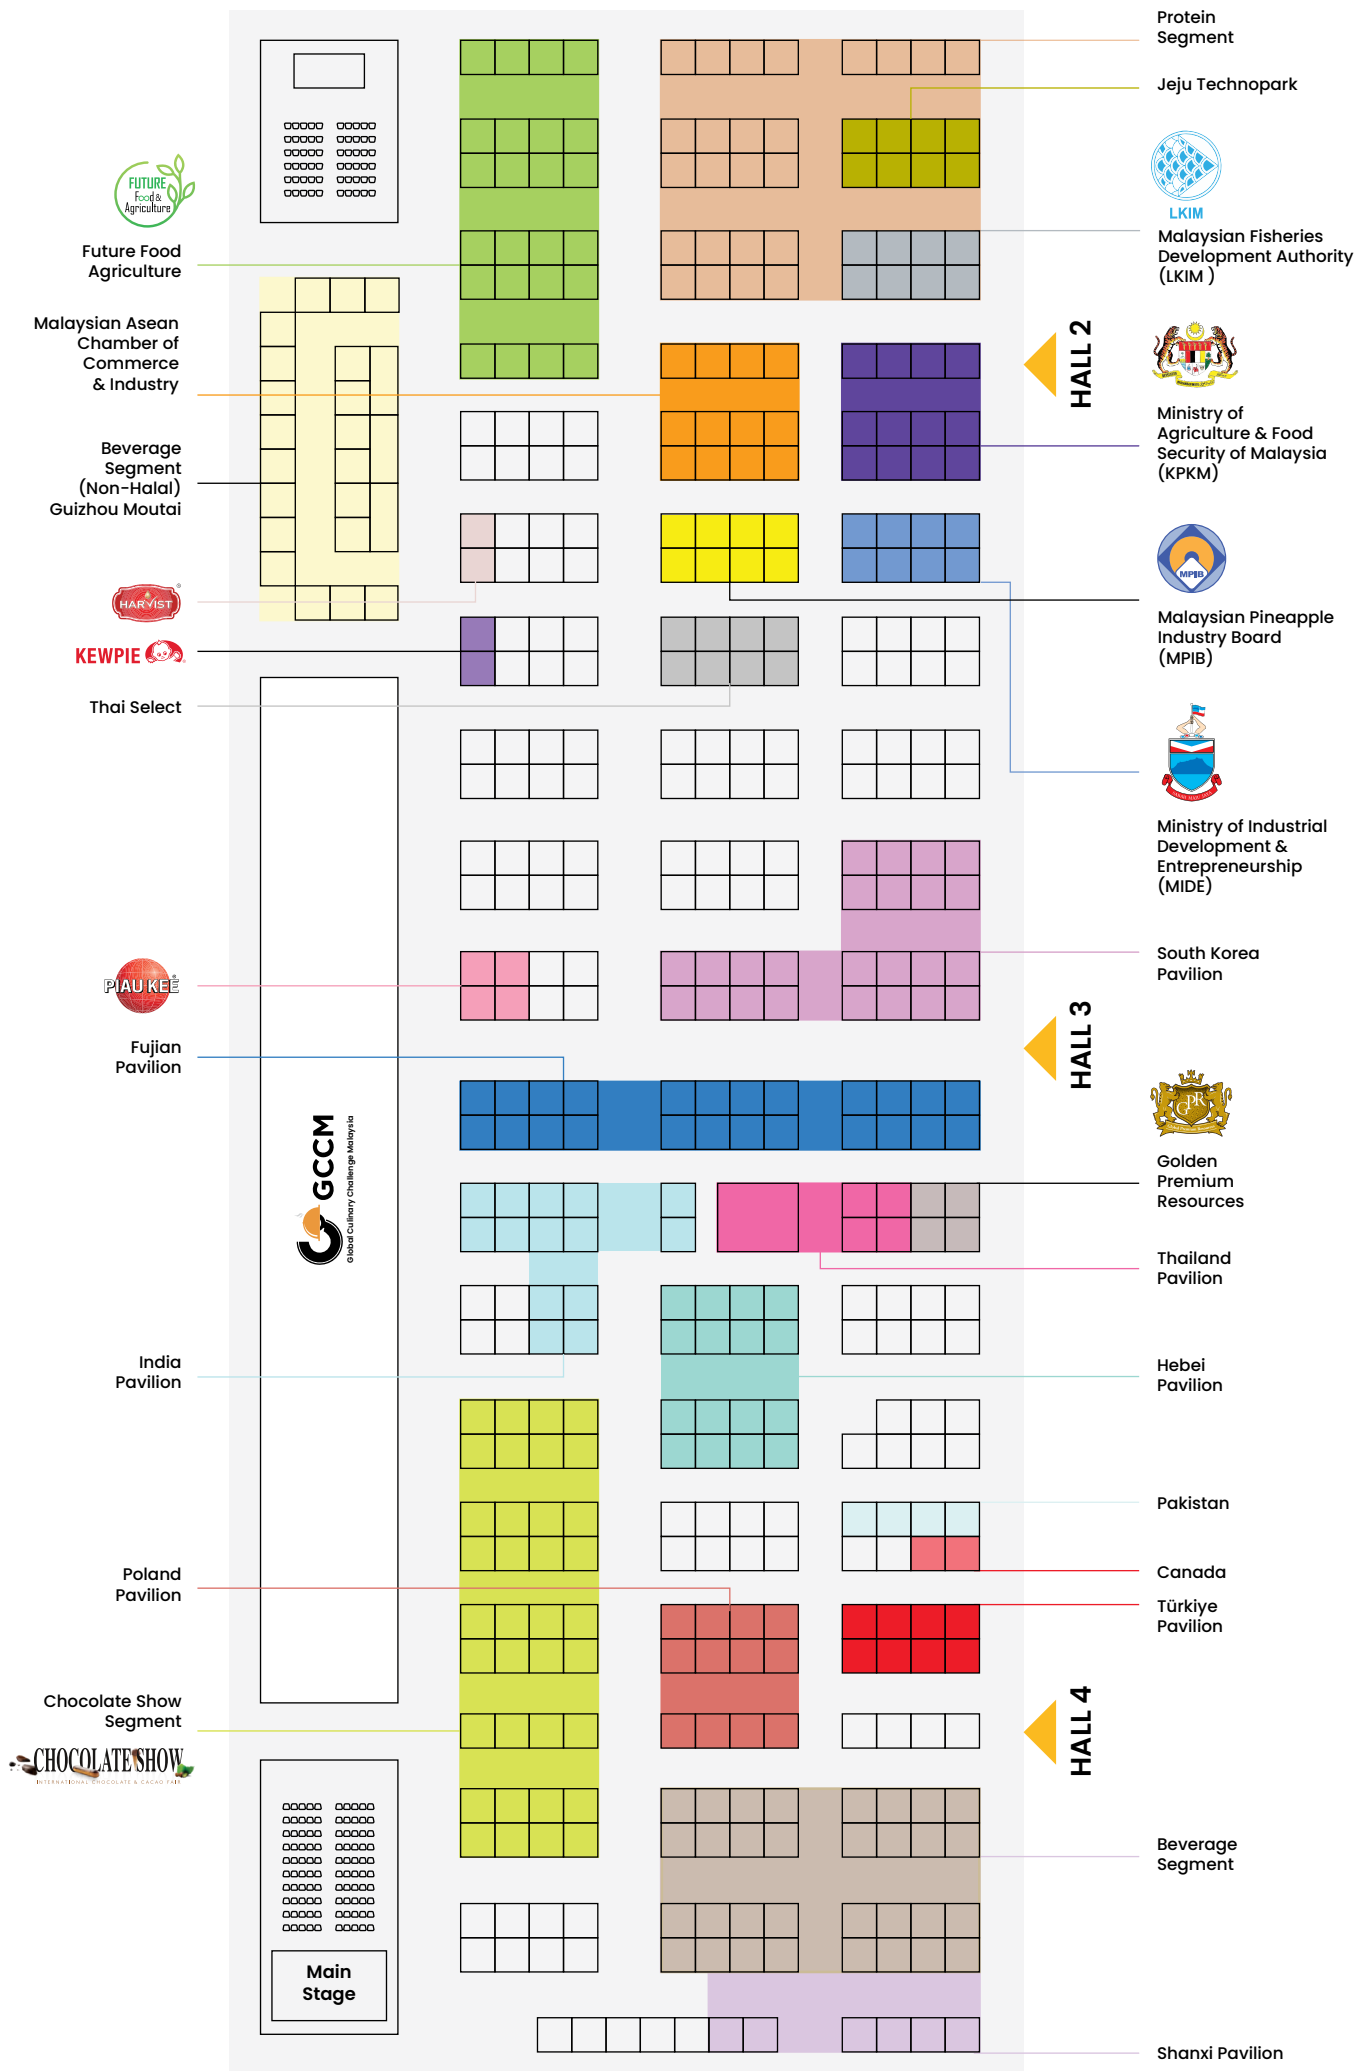 Protein
Segment
Jeju Technopark
LKIM
Malaysian Fisheries
Development Authority
(LKIM )
HALL 2
Ministry of
Agriculture & Food
Security of Malaysia
(KPKM)
MPIB
Malaysian Pineapple
Industry Board
(MPIB)
Ministry of Industrial
Development &
Entrepreneurship
(MIDE)
South Korea
Pavilion
HALL 3
GPR
Golden
Premium
Resources
Thailand
Pavilion
Hebei
Pavilion
Pakistan
Canada
Türkiye
Pavilion
HALL 4
Beverage
Segment
Shanxi Pavilion
FUTURE
Food &
Agriculture
Future Food
Agriculture
Malaysian Asean
Chamber of
Commerce
& Industry
Beverage
Segment
(Non-Halal)
Guizhou Moutai
HARVIST
KEWPIE
Thai Select
PIAU KEE
Fujian
Pavilion
GCCM
Global Culinary Challenge Malaysia
India
Pavilion
Poland
Pavilion
Chocolate Show
Segment
CHOCOLATE SHOW
INTERNATIONAL CHOCOLATE & CACAO FAIR
Main
Stage